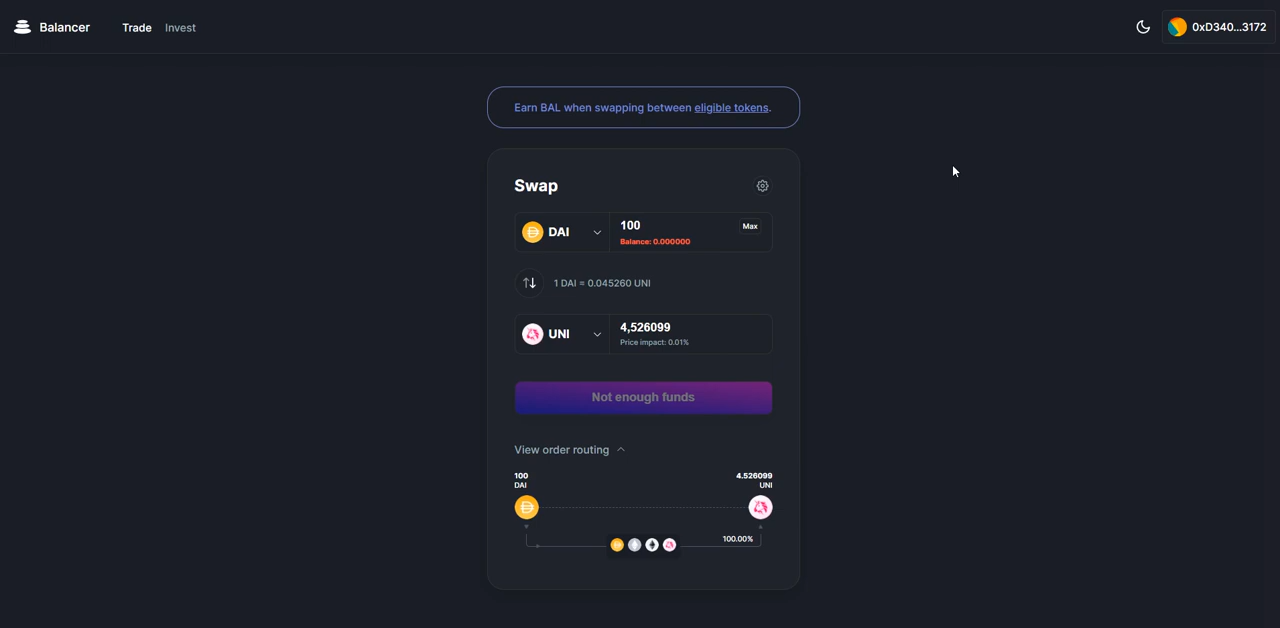 Balancer Trade Invest 0xD340...3172
Earn BAL when swapping between eligible tokens.
Swap
DAI 100 Max
Balance: 0.000000
1 DAI = 0.045260 UNI
UNI 4,526099
Price impact: 0.01%
Not enough funds
View order routing
100 4.526099
DAI UNI
100.00%